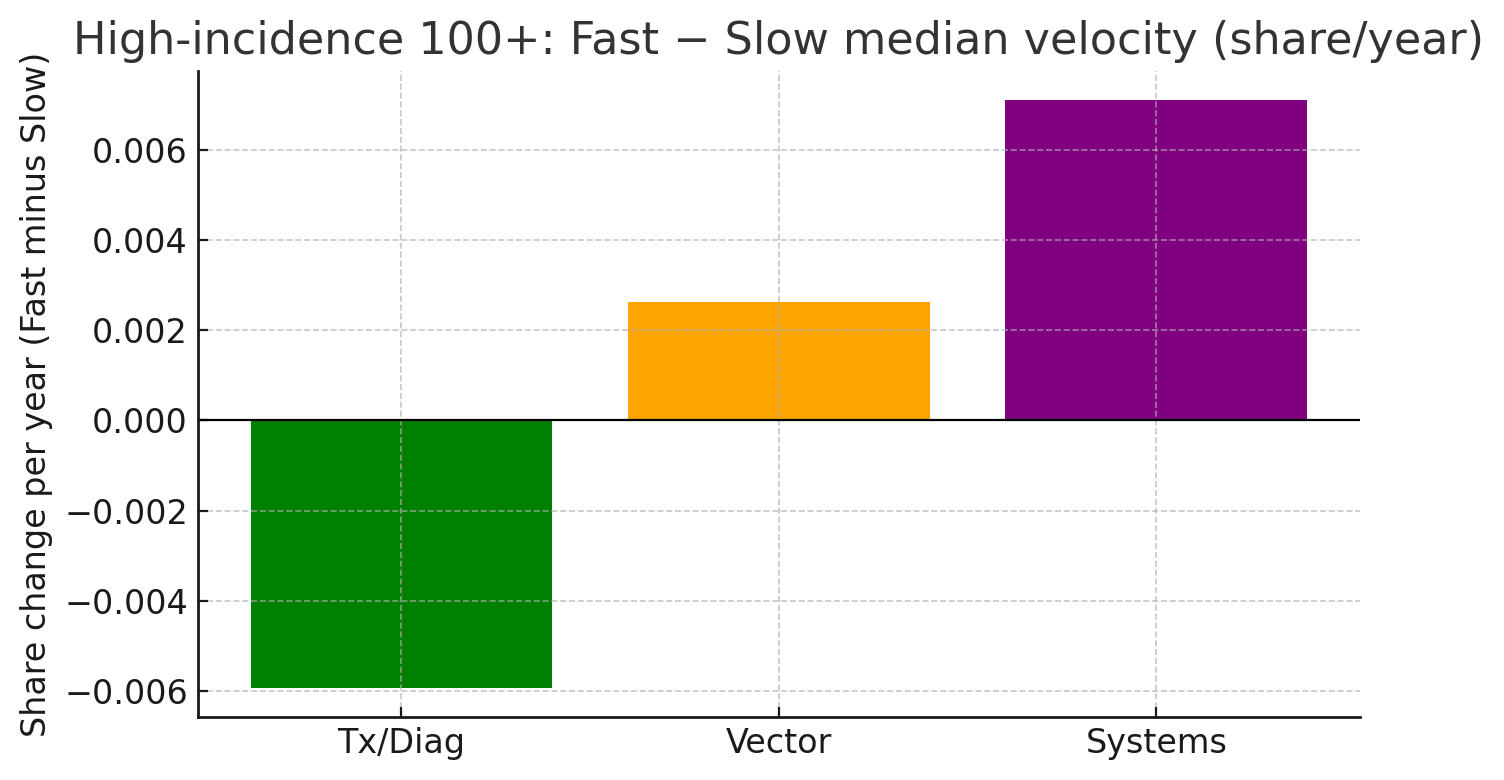 High-incidence 100+: Fast − Slow median velocity (share/year)
Share change per year (Fast minus Slow)
0.006
0.004
0.002
0.000
−0.002
−0.004
−0.006
Tx/Diag
Vector
Systems